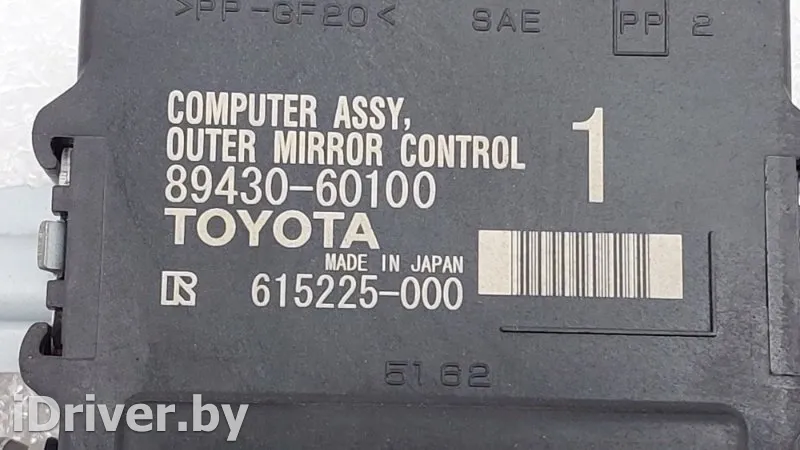 >PP-GF20< SAE PP 2
COMPUTER ASSY,
OUTER MIRROR CONTROL
1
89430-60100
TOYOTA
MADE IN JAPAN
R 615225-000
5162
iDriver.by